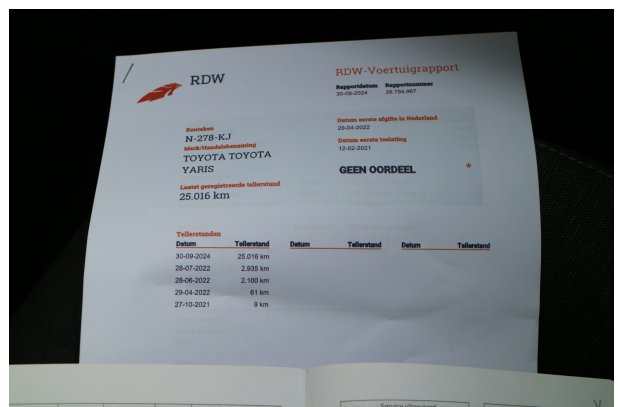 RDW
RDW-Voertuigrapport
Rapportdatum Rapportnummer
30-09-2024 26.794.967
Kenteken
N-278-KJ
Merk/Handelsbenaming
TOYOTA TOYOTA
YARIS
Laatst geregistreerde tellerstand
25.016 km
Datum eerste afgifte in Nederland
29-04-2022
Datum eerste toelating
12-02-2021
GEEN OORDEEL *
Tellerstanden
Datum Tellerstand Datum Tellerstand Datum Tellerstand
30-09-2024 25.016 km
28-07-2022 2.935 km
28-06-2022 2.100 km
29-04-2022 61 km
27-10-2021 9 km